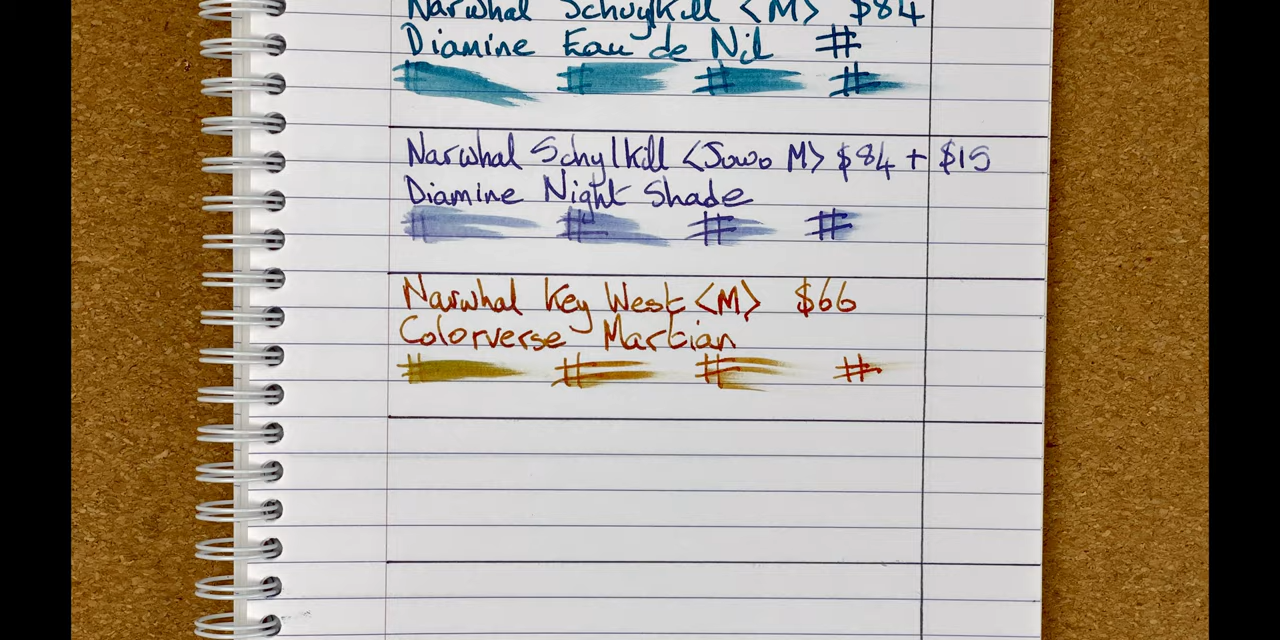 Narwhal Schuylkill <M> $84
Diamine Eau de Nil #
# # # #
Narwhal Schylkill <Jowo M> $84 + $15
Diamine Night Shade
# # # #
Narwhal Key West <M> $66
Colorverse Martian
# # # #